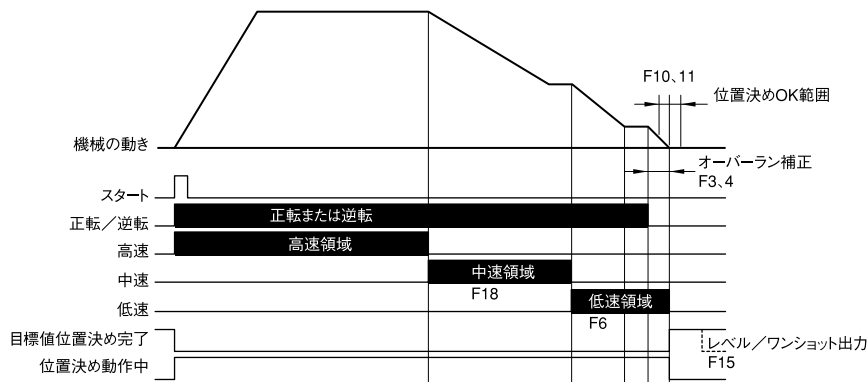 F10、11
位置決めOK範囲
機械の動き
オーバーラン補正
F3、4
スタート
正転／逆転
正転または逆転
高速
高速領域
中速
中速領域
F18
低速
低速領域
F6
目標値位置決め完了
レベル／ワンショット出力
F15
位置決め動作中